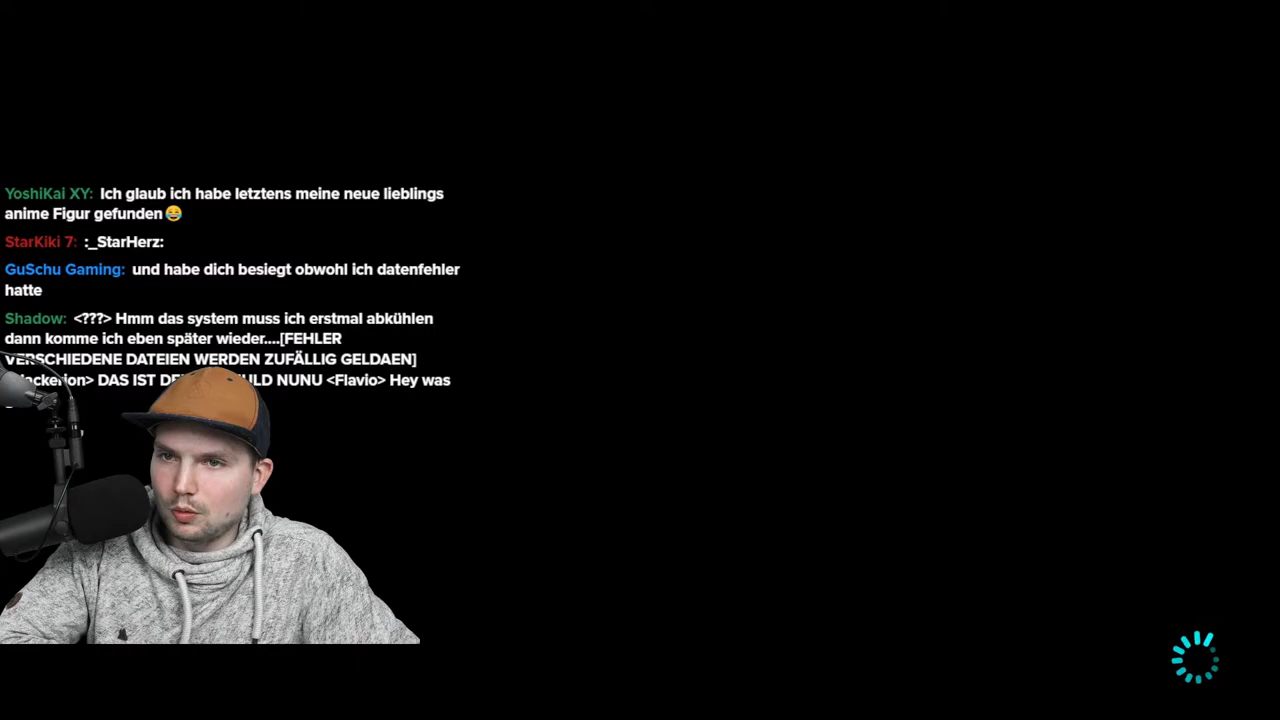 YoshiKai XY: Ich glaub ich habe letztens meine neue lieblings
anime Figur gefunden😂
StarKiki 7: :_StarHerz:
GuSchu Gaming: und habe dich besiegt obwohl ich datenfehler
hatte
Shadow: <???> Hmm das system muss ich erstmal abkühlen
dann komme ich eben später wieder....[FEHLER
VERSCHIEDENE DATEIEN WERDEN ZUFÄLLIG GELDAEN]
DAS IST NUNU <Flavio> Hey was